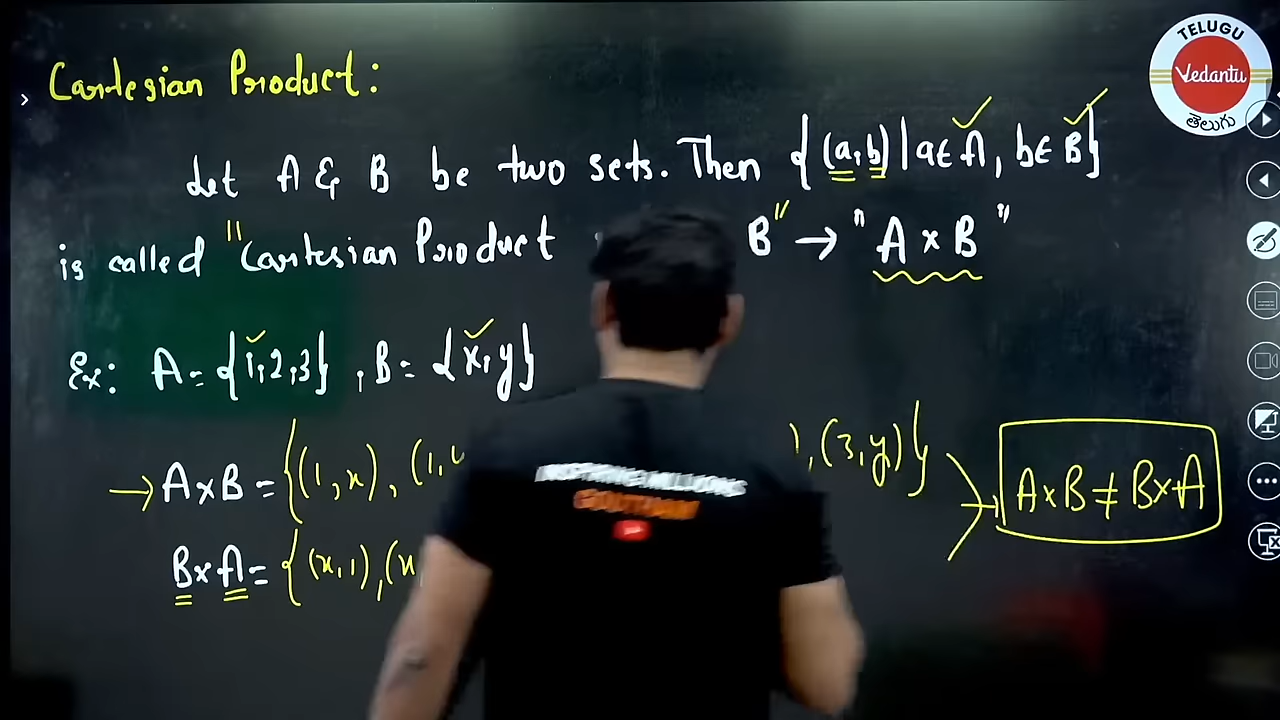 TELUGU
Vedantu
తెలుగు
Cartesian Product:
Let A & B be two sets. Then {(a,b) | a∈A, b∈B}
is called "Cartesian Product B" → "A × B"
Ex: A = {1,2,3}, B = {x,y}
→ A×B = {(1,x), (1, ), (3,y)}
A×B ≠ B×A
B×A = {(x,1), (x,